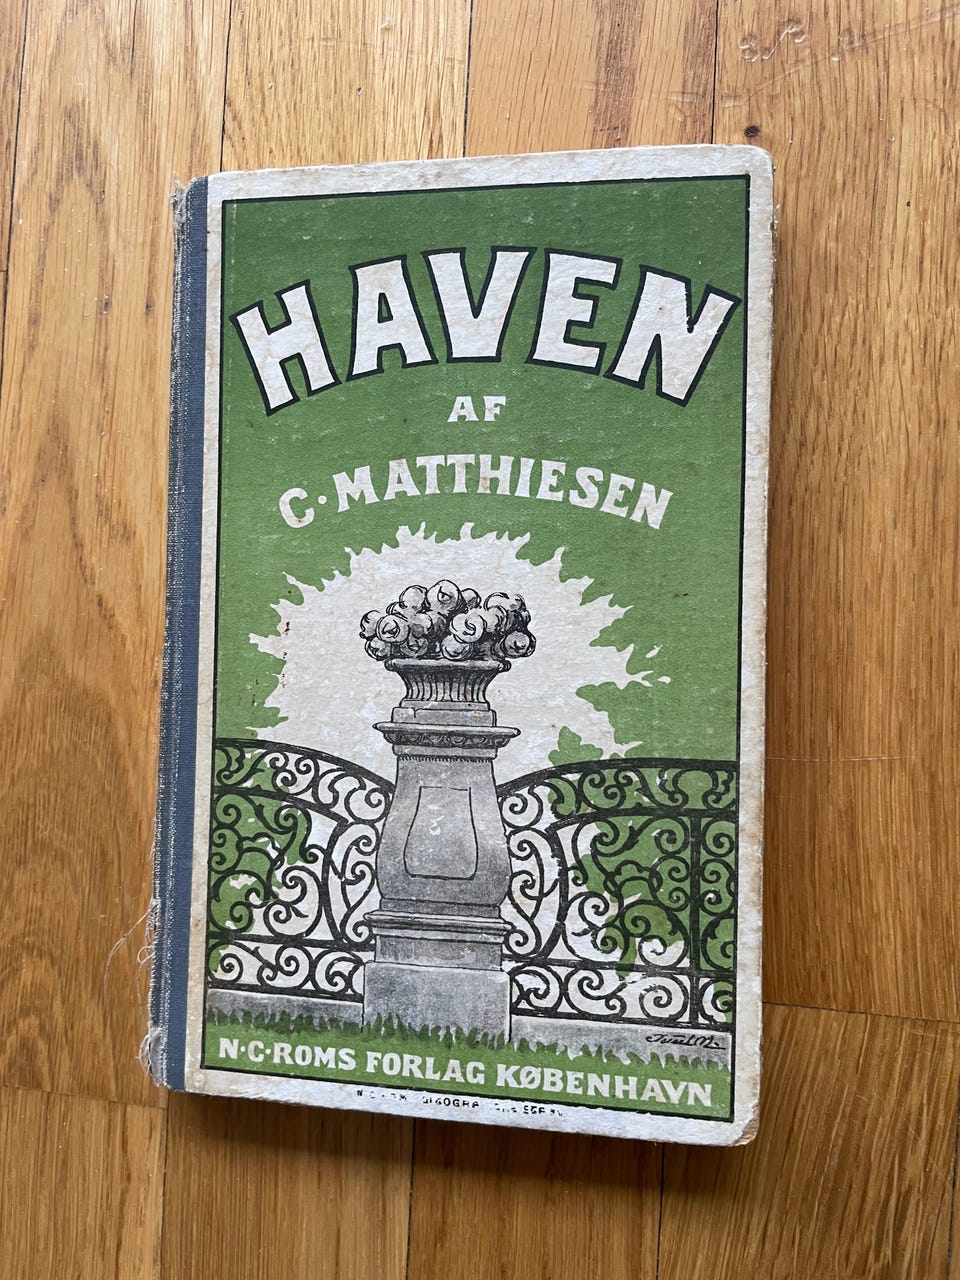 HAVEN
AF
C·MATTHIESEN
N·C·ROMS FORLAG KØBENHAVN